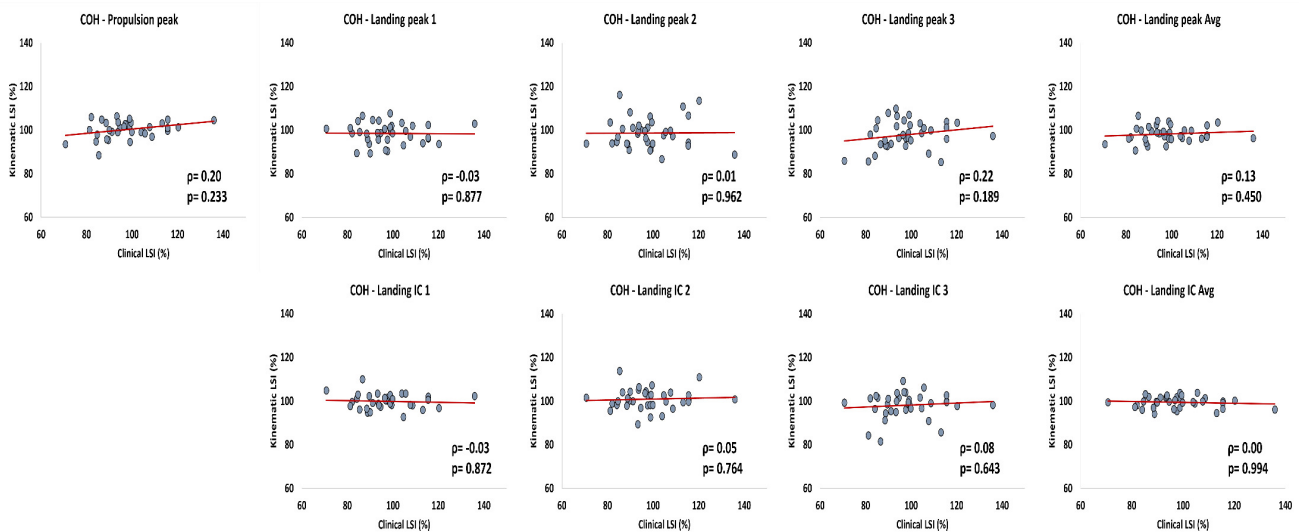 COH - Propulsion peak
140
120
100
80
60
60 80 100 120 140
Kinematic LSI (%)
Clinical LSI (%)
ρ= 0.20
p= 0.233
COH - Landing peak 1
140
120
100
80
60
60 80 100 120 140
Kinematic LSI (%)
Clinical LSI (%)
ρ= -0.03
p= 0.877
COH - Landing peak 2
140
120
100
80
60
60 80 100 120 140
Kinematic LSI (%)
Clinical LSI (%)
ρ= 0.01
p= 0.962
COH - Landing peak 3
140
120
100
80
60
60 80 100 120 140
Kinematic LSI (%)
Clinical LSI (%)
ρ= 0.22
p= 0.189
COH - Landing peak Avg
140
120
100
80
60
60 80 100 120 140
Kinematic LSI (%)
Clinical LSI (%)
ρ= 0.13
p= 0.450
COH - Landing IC 1
140
120
100
80
60
60 80 100 120 140
Kinematic LSI (%)
Clinical LSI (%)
ρ= -0.03
p= 0.872
COH - Landing IC 2
140
120
100
80
60
60 80 100 120 140
Kinematic LSI (%)
Clinical LSI (%)
ρ= 0.05
p= 0.764
COH - Landing IC 3
140
120
100
80
60
60 80 100 120 140
Kinematic LSI (%)
Clinical LSI (%)
ρ= 0.08
p= 0.643
COH - Landing IC Avg
140
120
100
80
60
60 80 100 120 140
Kinematic LSI (%)
Clinical LSI (%)
ρ= 0.00
p= 0.994